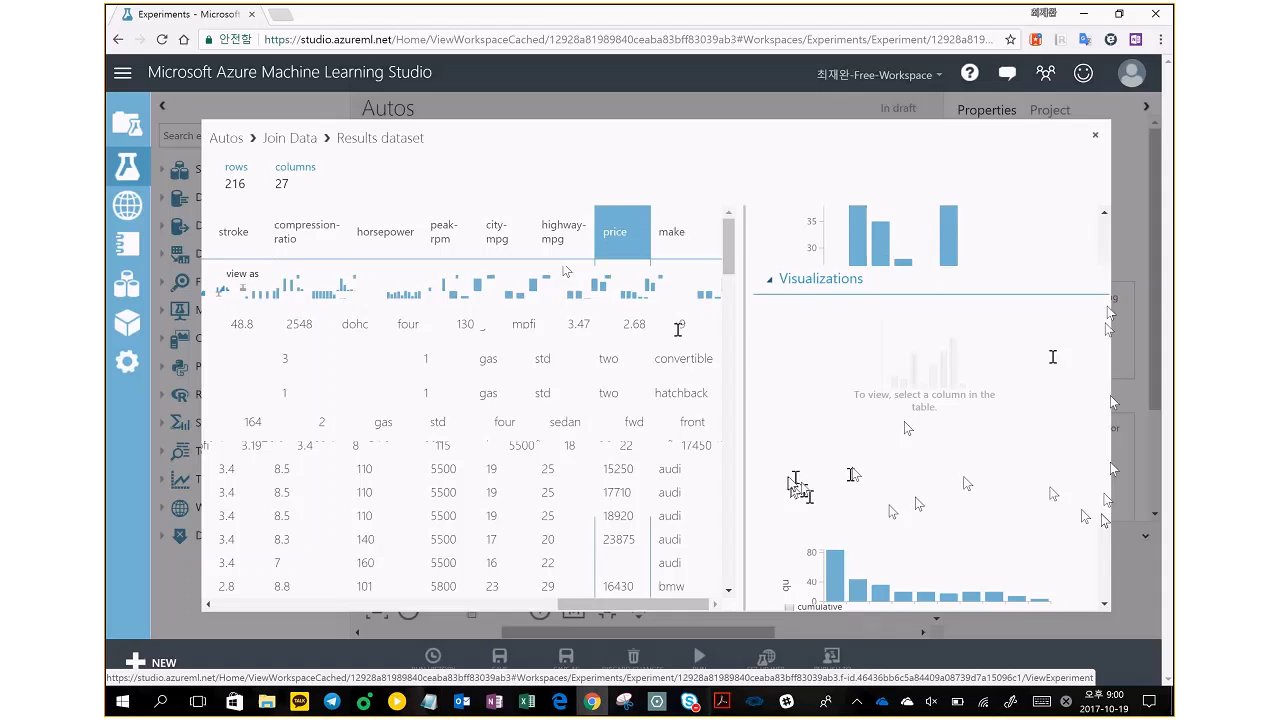 Experiments - Microsoft
최재완
안전함 https://studio.azureml.net/Home/ViewWorkspaceCached/12928a81989840ceaba83bff83039ab3#Workspaces/Experiments/Experiment/12928a819...
Microsoft Azure Machine Learning Studio
최재완-Free-Workspace
Autos
In draft
Properties Project
Search e
Autos Join Data Results dataset
rows columns
216 27
stroke compression-ratio horsepower peak-rpm city-mpg highway-mpg price make
view as
48.8 2548 dohc four 130 mpfi 3.47 2.68
3 1 gas std two convertible
1 1 gas std two hatchback
164 2 gas std four sedan fwd front
3.4 8 115 5500 18 22 17450
3.4 8.5 110 5500 19 25 15250 audi
3.4 8.5 110 5500 19 25 17710 audi
3.4 8.5 110 5500 19 25 18920 audi
3.4 8.3 140 5500 17 20 23875 audi
3.4 7 160 5500 16 22 audi
2.8 8.8 101 5800 23 29 16430 bmw
35
30
Visualizations
To view, select a column in the
table.
80
40
0
cumulative
NEW
https://studio.azureml.net/Home/ViewWorkspaceCached/12928a81989840ceaba83bff83039ab3#Workspaces/Experiments/Experiment/12928a81989840ceaba83bff83039ab3.f-id.46436bb6c5a84409a08739d7a15096c1/ViewExperiment
오후 9:00
2017-10-19